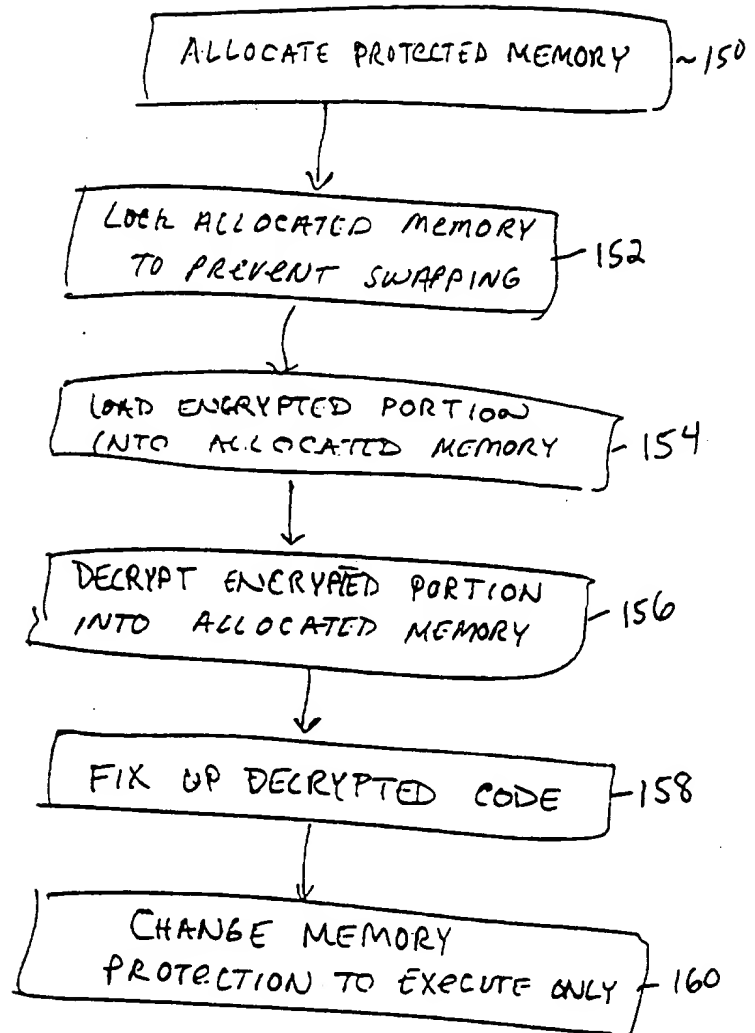 ALLOCATE PROTECTED MEMORY ~150
LOCK ALLOCATED MEMORY
TO PREVENT SWAPPING
152
LOAD ENCRYPTED PORTION
INTO ALLOCATED MEMORY
154
DECRYPT ENCRYPTED PORTION
INTO ALLOCATED MEMORY
156
FIX UP DECRYPTED CODE
158
CHANGE MEMORY
PROTECTION TO EXECUTE ONLY
160